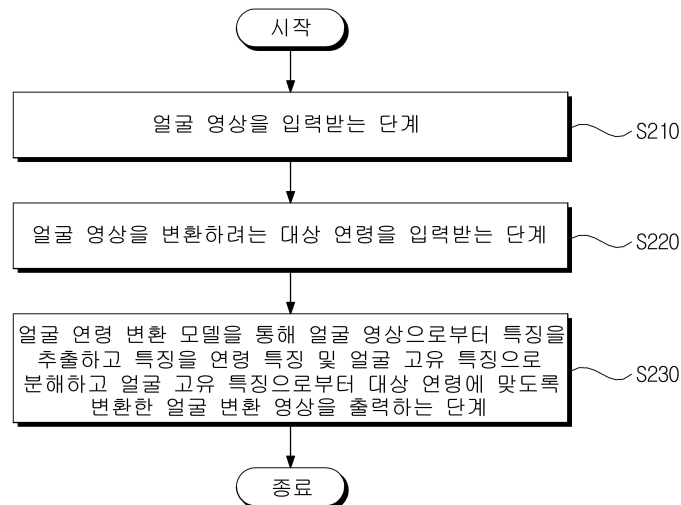 시작
얼굴 영상을 입력받는 단계
S210
얼굴 영상을 변환하려는 대상 연령을 입력받는 단계
S220
얼굴 연령 변환 모델을 통해 얼굴 영상으로부터 특징을
추출하고 특징을 연령 특징 및 얼굴 고유 특징으로
분해하고 얼굴 고유 특징으로부터 대상 연령에 맞도록
변환한 얼굴 변환 영상을 출력하는 단계
S230
종료